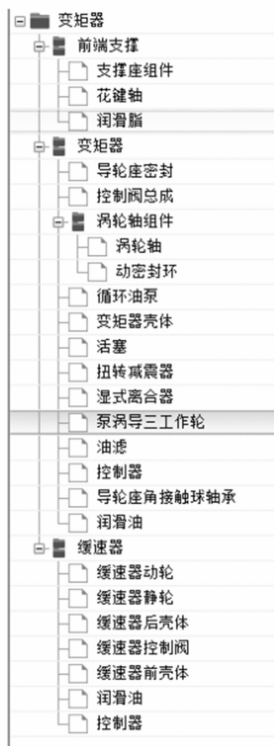 变矩器
前端支撑
支撑座组件
花键轴
润滑脂
变矩器
导轮座密封
控制阀总成
涡轮轴组件
涡轮轴
动密封环
循环油泵
变矩器壳体
活塞
扭转减震器
湿式离合器
泵涡导三工作轮
油滤
控制器
导轮座角接触球轴承
润滑油
缓速器
缓速器动轮
缓速器静轮
缓速器后壳体
缓速器控制阀
缓速器前壳体
润滑油
控制器